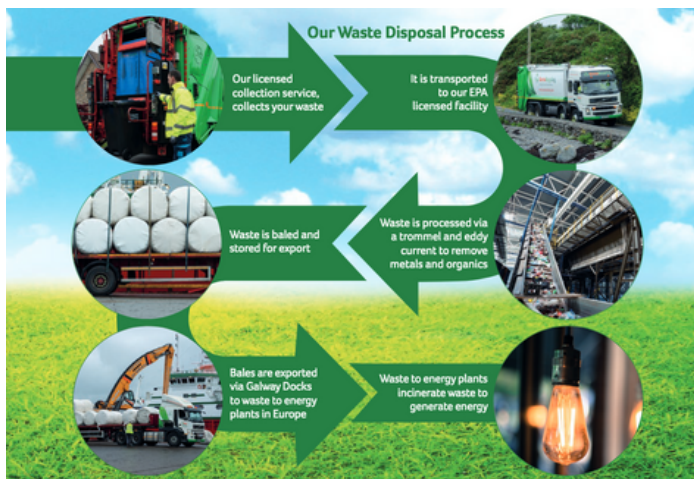 Our Waste Disposal Process
Our licensed
collection service,
collects your waste
It is transported
to our EPA
licensed facility
Waste is processed via
a trommel and eddy
current to remove
metals and organics
Waste is baled and
stored for export
Bales are exported
via Galway Docks
to waste to energy
plants in Europe
Waste to energy plants
incinerate waste to
generate energy